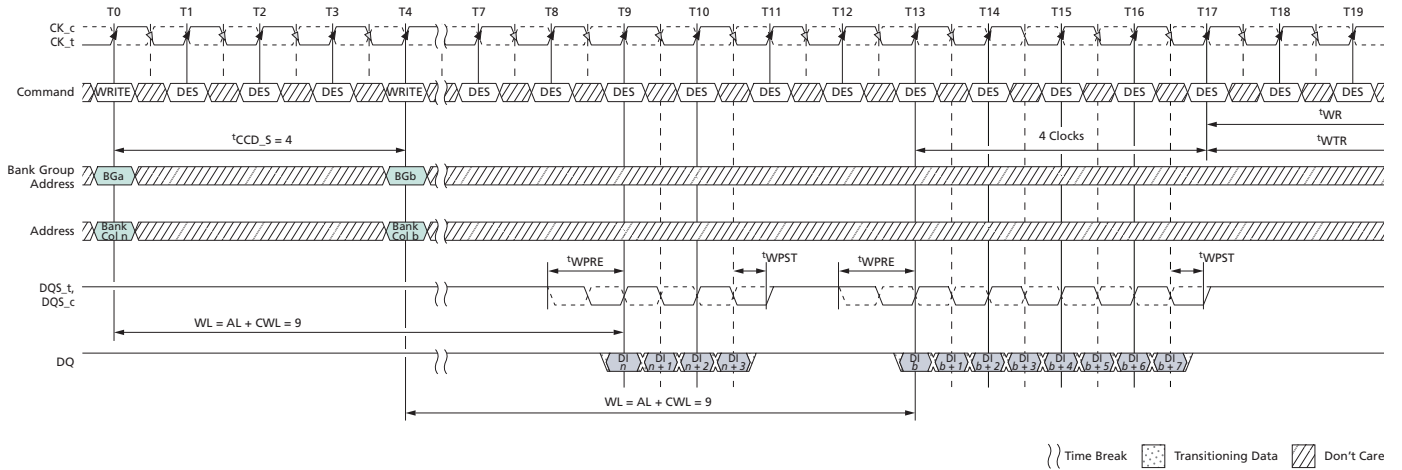 T0 T1 T2 T3 T4 T7 T8 T9 T10 T11 T12 T13 T14 T15 T16 T17 T18 T19
CK_c
CK_t
Command WRITE DES DES DES WRITE DES DES DES DES DES DES DES DES DES DES DES DES DES
tWR
tCCD_S = 4 4 Clocks tWTR
Bank Group
Address BGa BGb
Address Bank
Col n Bank
Col b
tWPRE tWPST tWPRE tWPST
DQS_t,
DQS_c
WL = AL + CWL = 9
DQ DI
n DI
n + 1 DI
n + 2 DI
n + 3 DI
b DI
b + 1 DI
b + 2 DI
b + 3 DI
b + 4 DI
b + 5 DI
b + 6 DI
b + 7
WL = AL + CWL = 9
Time Break Transitioning Data Don't Care